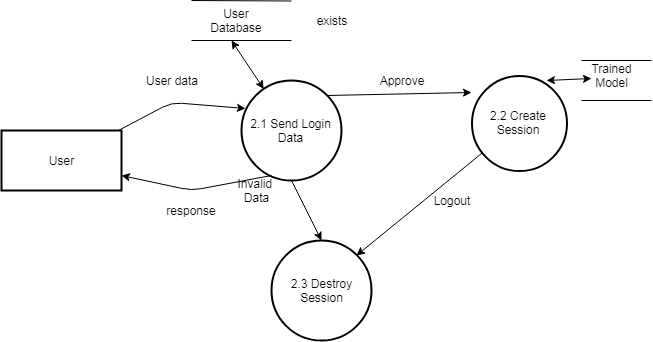 User
Database
exists
Trained
Model
User data
Approve
2.1 Send Login
Data
2.2 Create
Session
User
Invalid
Data
response
Logout
2.3 Destroy
Session